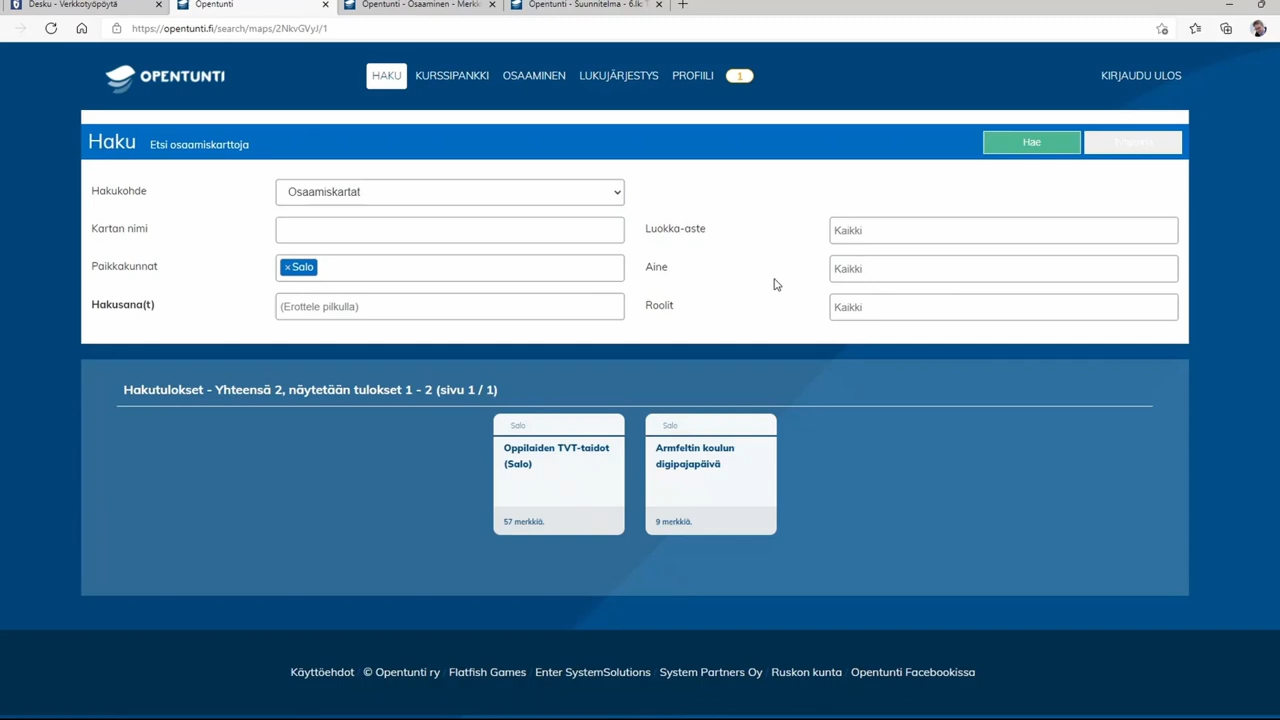 Desku - Verkkotyöpöytä
Opentunti
Opentunti - Osaaminen - Merkk
Opentunti - Suunnitelma - 6.lk: T
https://opentunti.fi/search/maps/2NkvGVyJ/1
OPENTUNTI
HAKU KURSSIPANKKI OSAAMINEN LUKUJÄRJESTYS PROFIILI 1 KIRJAUDU ULOS
Haku Etsi osaamiskarttoja
Hae
Hakukohde Osaamiskartat
Kartan nimi Luokka-aste Kaikki
Paikkakunnat ×Salo Aine Kaikki
Hakusana(t) (Erottele pilkulla) Roolit Kaikki
Hakutulokset - Yhteensä 2, näytetään tulokset 1 - 2 (sivu 1 / 1)
Salo
Oppilaiden TVT-taidot
(Salo)
57 merkkiä.
Salo
Armfeltin koulun
digipajapäivä
9 merkkiä.
Käyttöehdot © Opentunti ry Flatfish Games Enter SystemSolutions System Partners Oy Ruskon kunta Opentunti Facebookissa